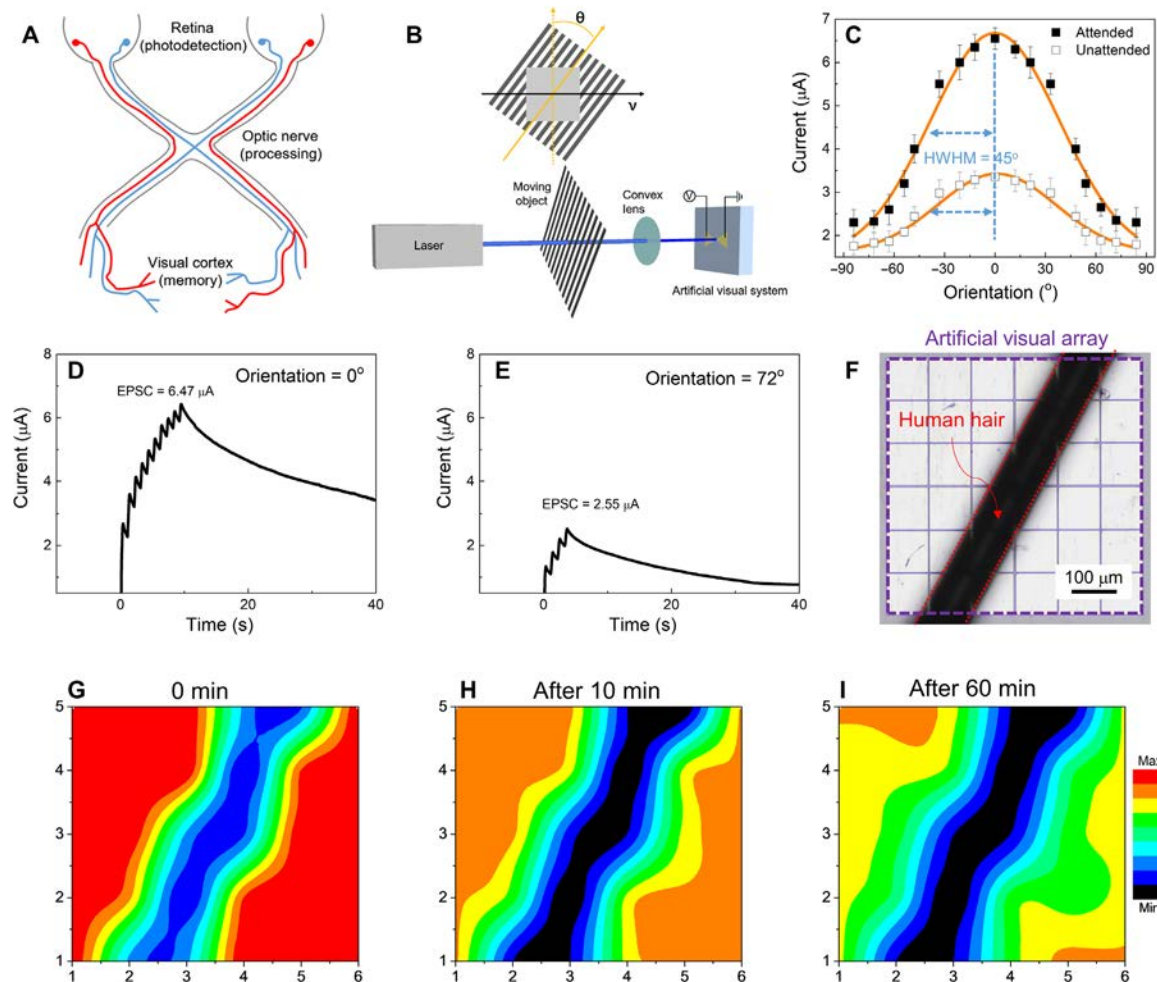 A
Retina
(photodetection)
Optic nerve
(processing)
Visual cortex
(memory)
B
θ
ν
Moving
object
Convex
lens
V
Laser
Artificial visual system
C
Attended
Unattended
HWHM = 45°
Current (μA)
7
6
5
4
3
2
−90 −60 −30 0 30 60 90
Orientation (°)
D
Orientation = 0°
EPSC = 6.47 μA
Current (μA)
8
6
4
2
0 20 40
Time (s)
E
Orientation = 72°
EPSC = 2.55 μA
Current (μA)
8
6
4
2
0 20 40
Time (s)
Artificial visual array
F
Human hair
100 μm
G
0 min
5
4
3
2
1
1 2 3 4 5 6
H
After 10 min
5
4
3
2
1
1 2 3 4 5 6
I
After 60 min
5
4
3
2
1
1 2 3 4 5 6
Max
Min